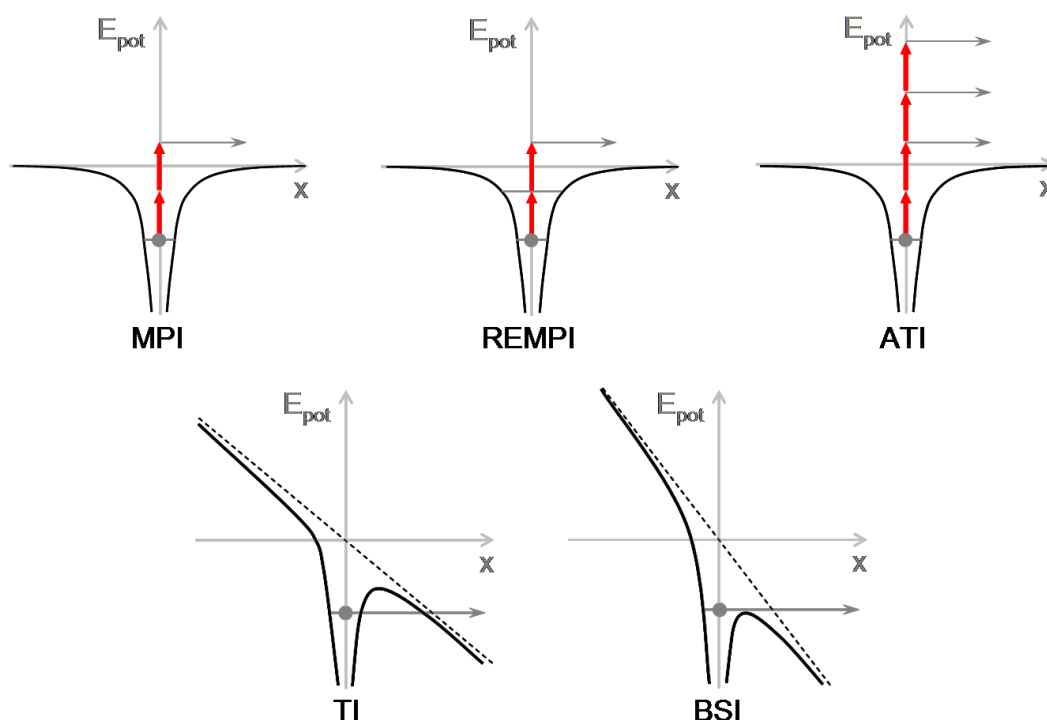 E_pot E_pot E_pot
x x x
MPI REMPI ATI
E_pot E_pot
x x
TI BSI